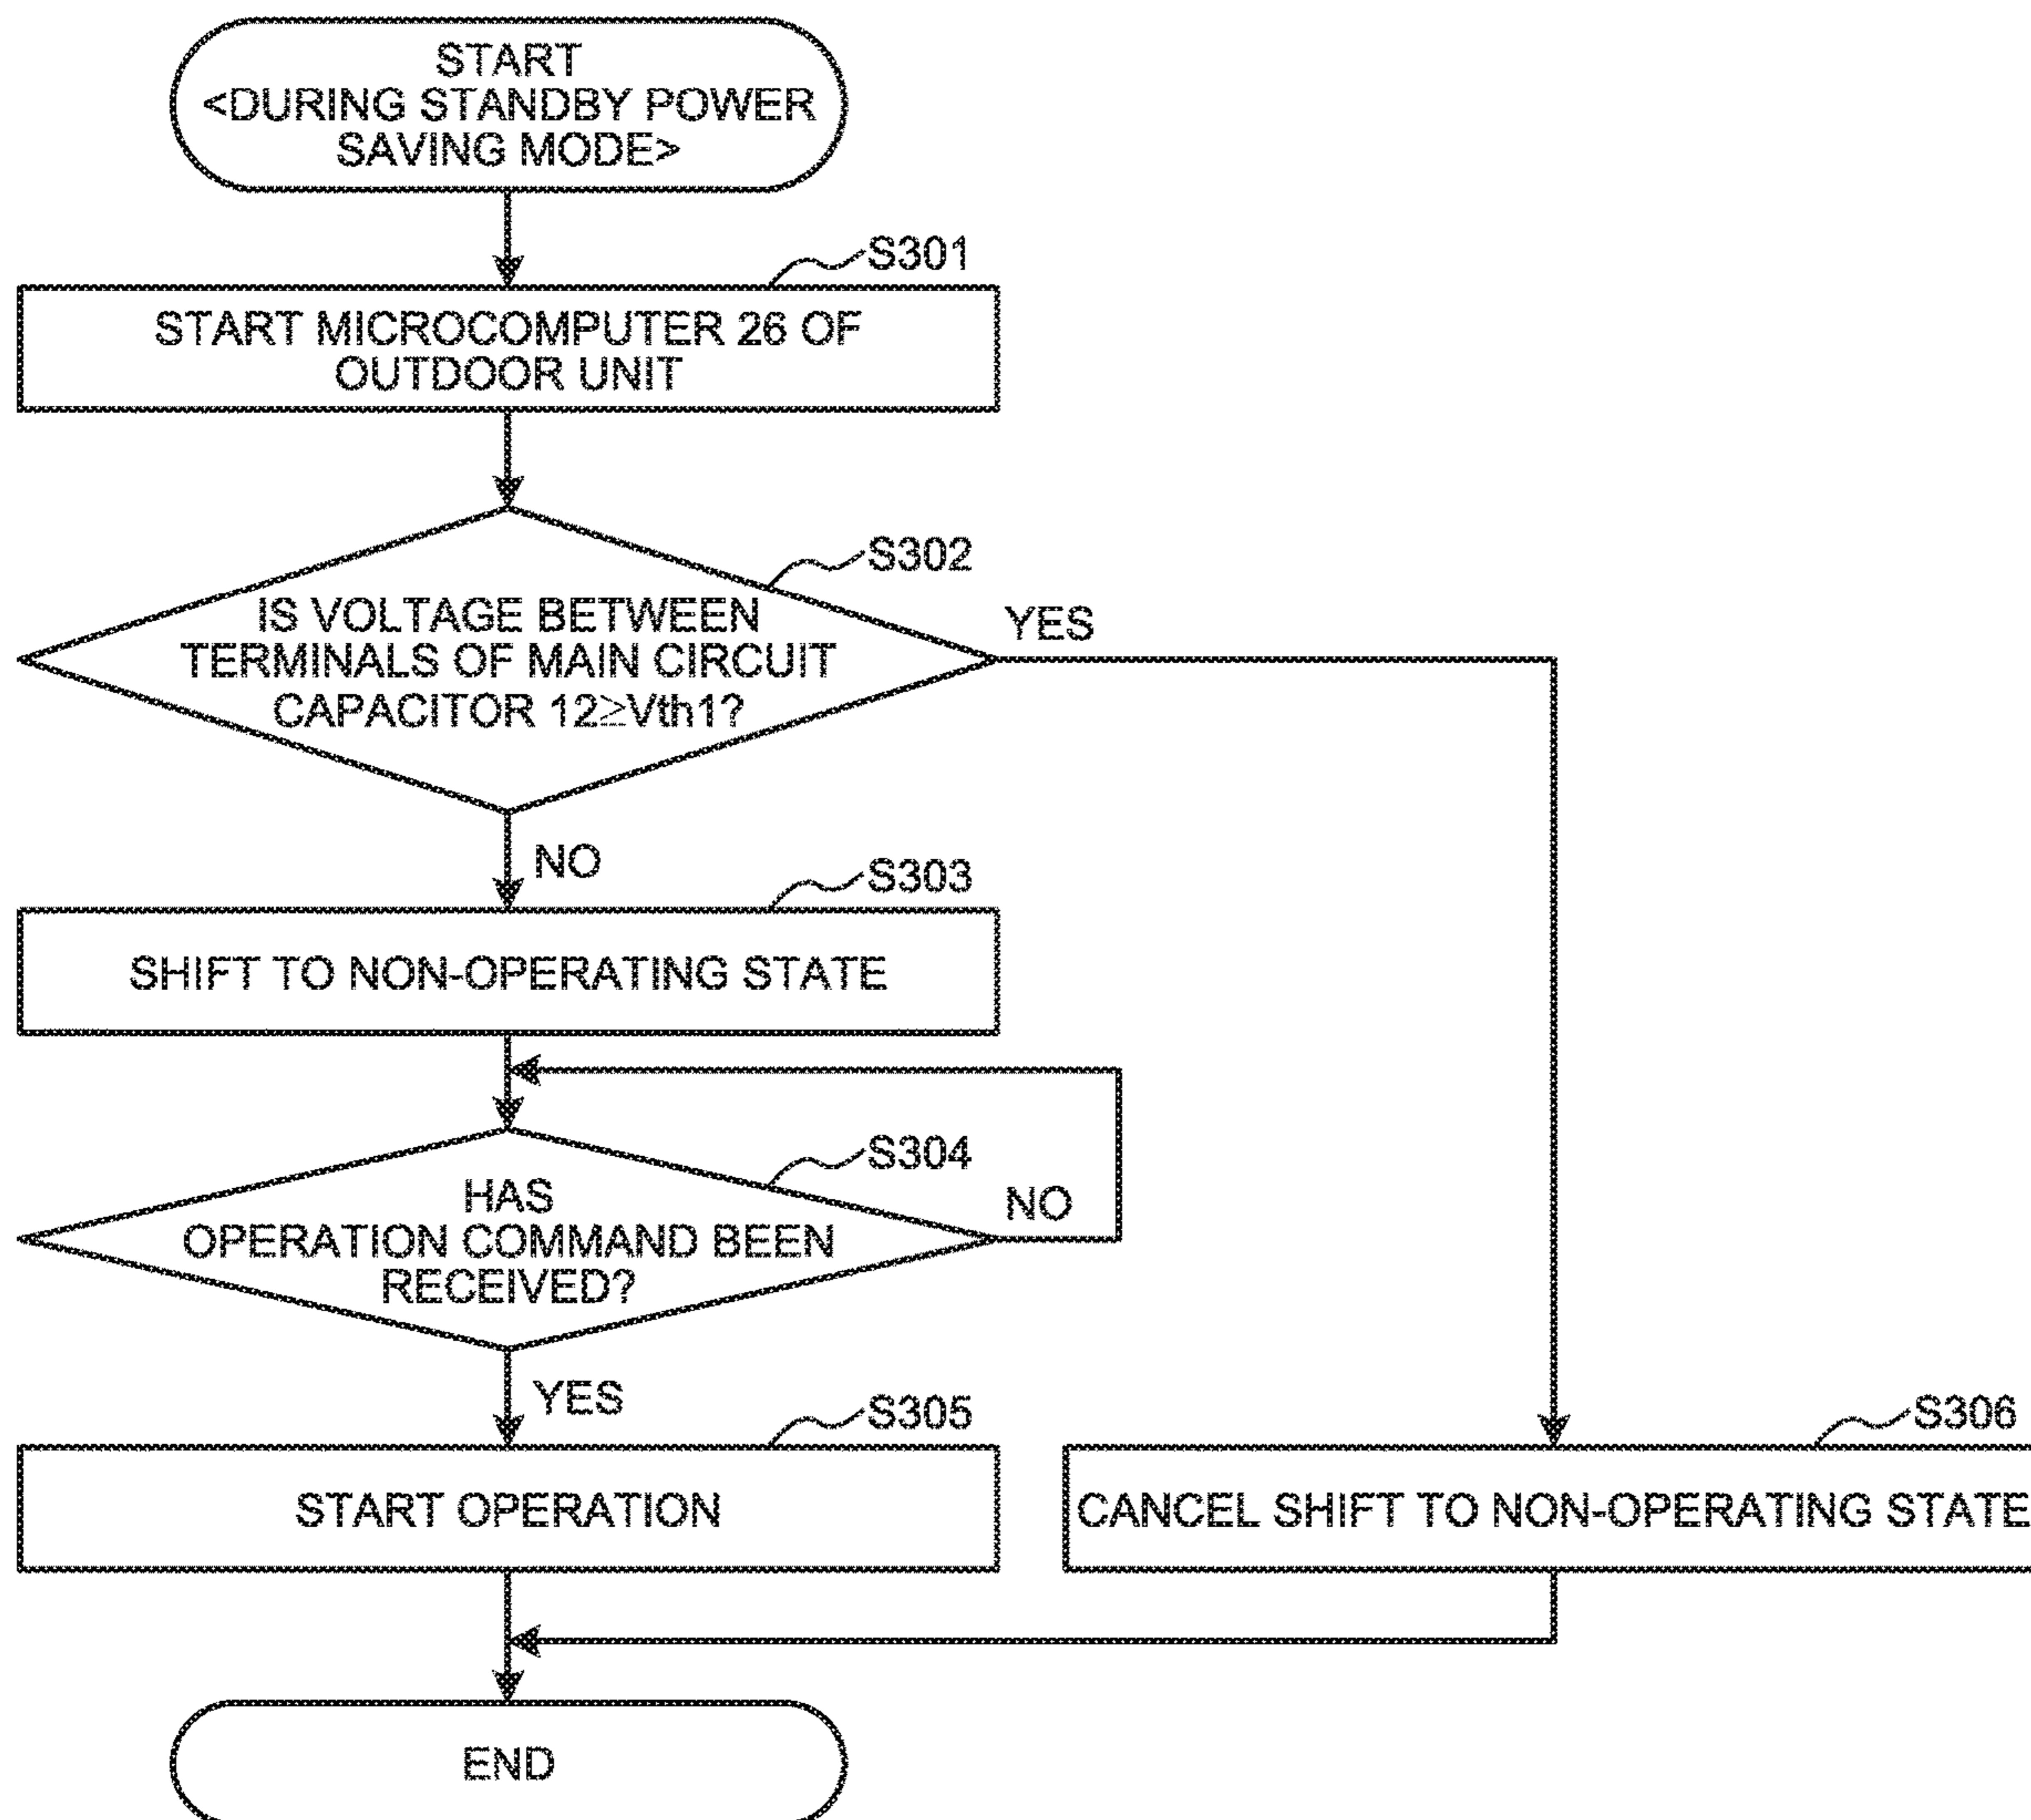 START
<DURING STANDBY POWER
SAVING MODE>
S301
START MICROCOMPUTER 26 OF
OUTDOOR UNIT
S302
IS VOLTAGE BETWEEN
TERMINALS OF MAIN CIRCUIT
CAPACITOR 12≧Vth1?
YES
NO
S303
SHIFT TO NON-OPERATING STATE
S304
HAS
OPERATION COMMAND BEEN
RECEIVED?
NO
YES
S305
START OPERATION
S306
CANCEL SHIFT TO NON-OPERATING STATE
END